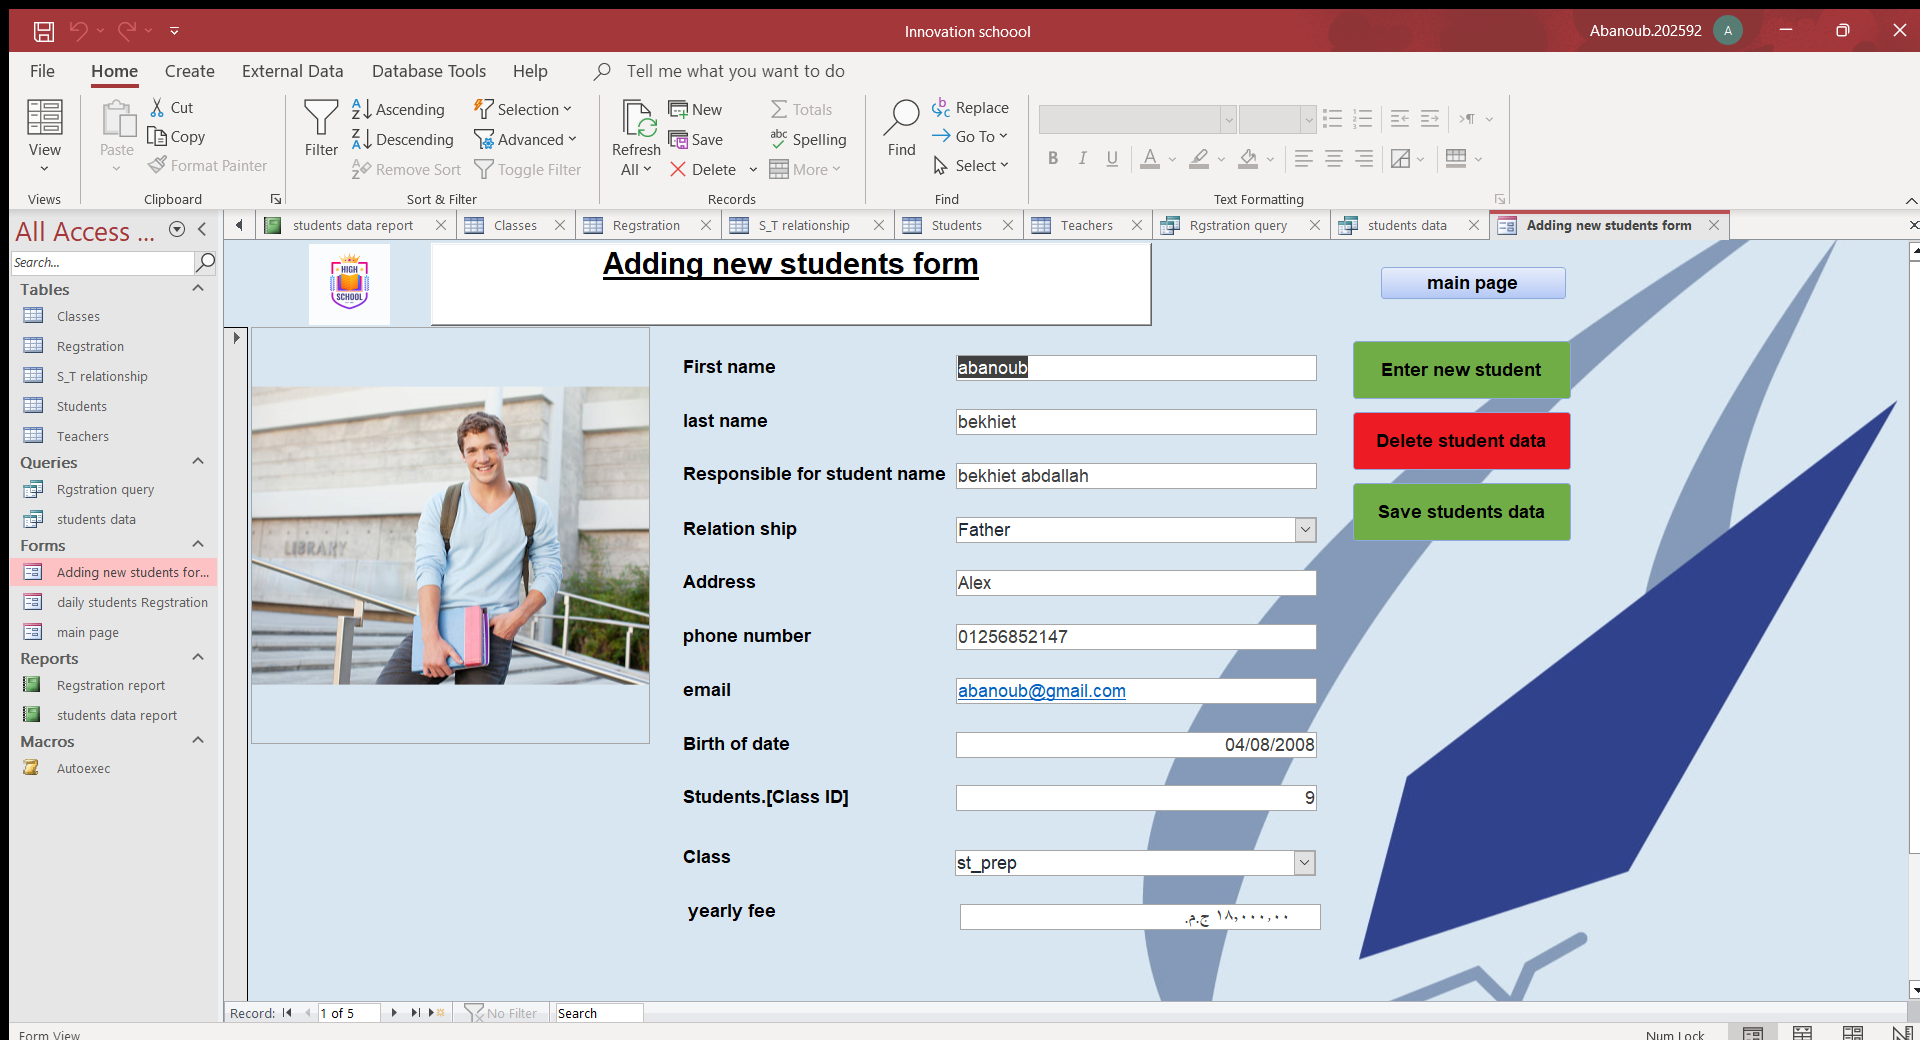 Innovation schoool
Abanoub.202592
A
File
Home
Create
External Data
Database Tools
Help
Tell me what you want to do
View
Views
Paste
Cut
Copy
Format Painter
Clipboard
Filter
Ascending
Descending
Remove Sort
Selection
Advanced
Toggle Filter
Sort & Filter
Refresh
All
New
Save
Delete
Totals
Spelling
More
Records
Find
Replace
Go To
Select
Find
B I U
Text Formatting
All Access ...
Search...
Tables
Classes
Regstration
S_T relationship
Students
Teachers
Queries
Rgstration query
students data
Forms
Adding new students for...
daily students Regstration
main page
Reports
Regstration report
students data report
Macros
Autoexec
students data report
Classes
Regstration
S_T relationship
Students
Teachers
Rgstration query
students data
Adding new students form
HIGH
SCHOOL
Adding new students form
main page
LIBRARY
First name
abanoub
last name
bekhiet
Responsible for student name
bekhiet abdallah
Relation ship
Father
Address
Alex
phone number
01256852147
email
abanoub@gmail.com
Birth of date
04/08/2008
Students.[Class ID]
9
Class
st_prep
yearly fee
١٨,٠٠٠,٠٠ ج.م.
Enter new student
Delete student data
Save students data
Record:
1 of 5
No Filter
Search
Form View
Num Lock